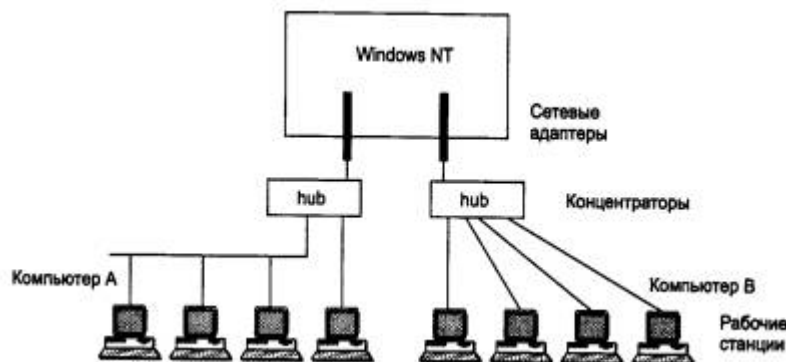 Windows NT
Сетевые
адаптеры
hub
hub
Концентраторы
Компьютер А
Компьютер В
Рабочие
станции